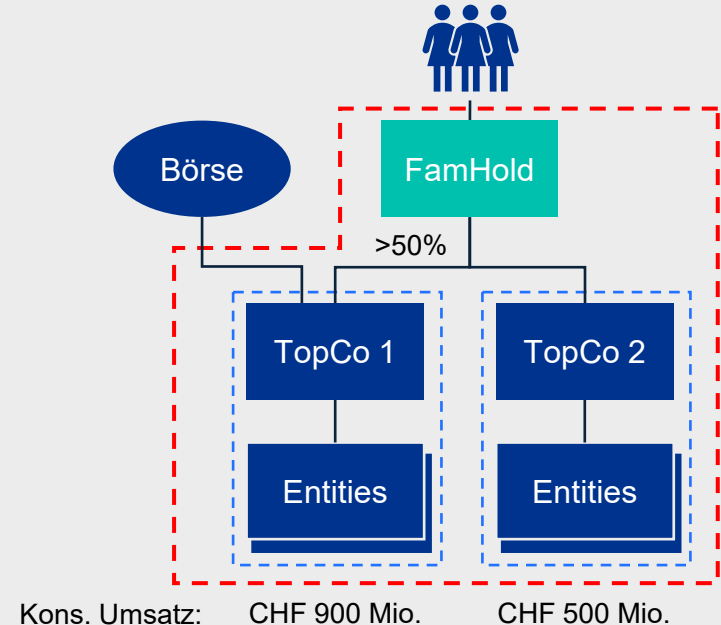 Börse
FamHold
>50%
TopCo 1
TopCo 2
Entities
Entities
Kons. Umsatz: CHF 900 Mio. CHF 500 Mio.